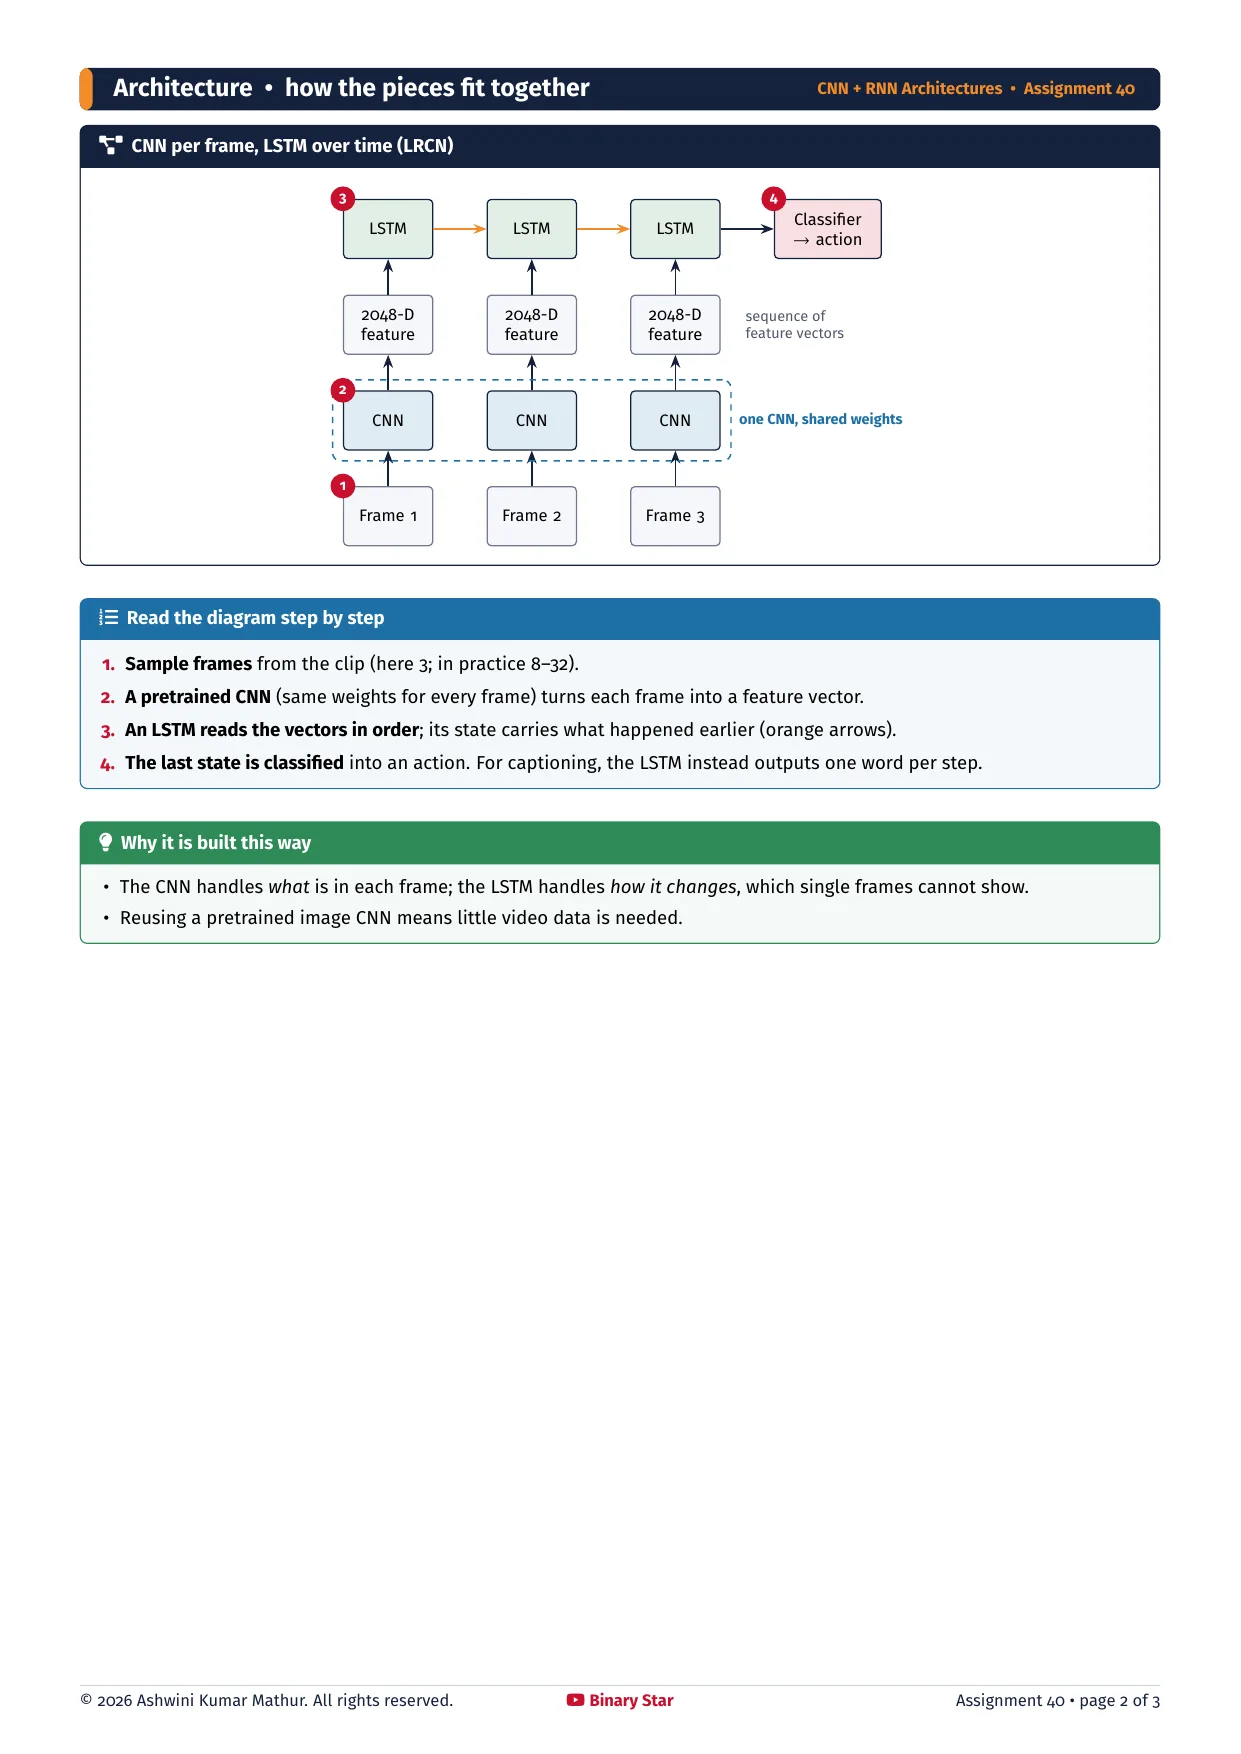 Architecture • how the pieces fit together
CNN + RNN Architectures • Assignment 40
CNN per frame, LSTM over time (LRCN)
3
4
LSTM
LSTM
LSTM
Classifier
→ action
2048-D
feature
2048-D
feature
2048-D
feature
sequence of
feature vectors
2
CNN
CNN
CNN
one CNN, shared weights
1
Frame 1
Frame 2
Frame 3
Read the diagram step by step
1. Sample frames from the clip (here 3; in practice 8–32).
2. A pretrained CNN (same weights for every frame) turns each frame into a feature vector.
3. An LSTM reads the vectors in order; its state carries what happened earlier (orange arrows).
4. The last state is classified into an action. For captioning, the LSTM instead outputs one word per step.
Why it is built this way
• The CNN handles what is in each frame; the LSTM handles how it changes, which single frames cannot show.
• Reusing a pretrained image CNN means little video data is needed.
© 2026 Ashwini Kumar Mathur. All rights reserved.
Binary Star
Assignment 40 • page 2 of 3